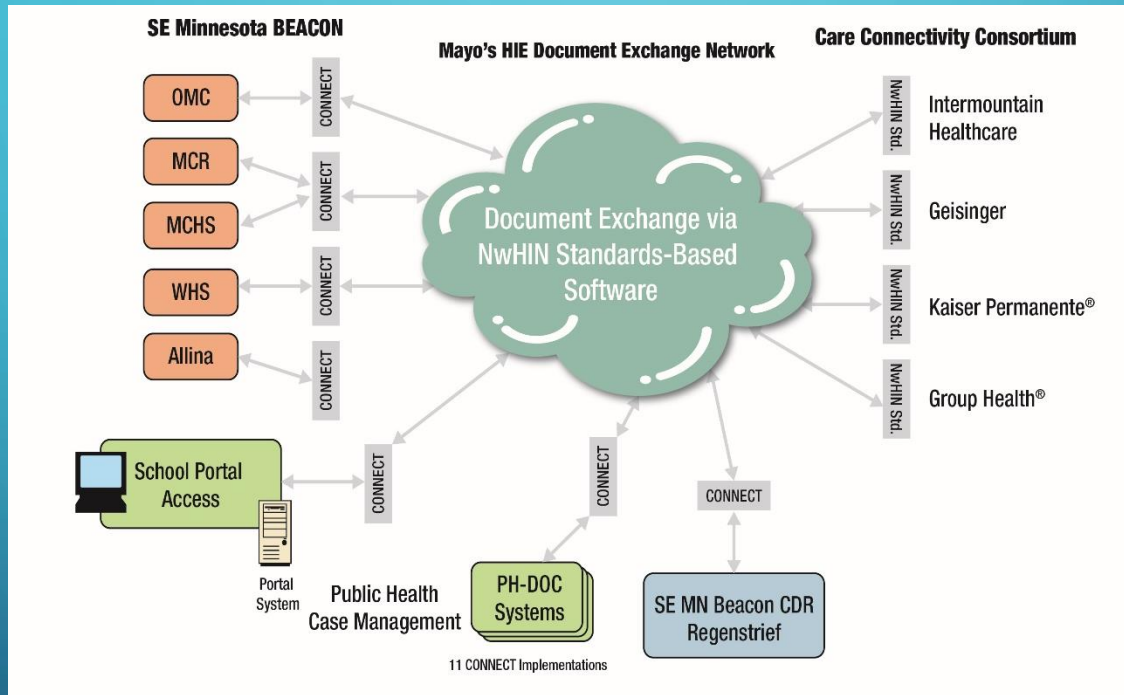 SE Minnesota BEACON
Mayo's HIE Document Exchange Network
Care Connectivity Consortium
OMC
MCR
MCHS
WHS
Allina
CONNECT
CONNECT
CONNECT
CONNECT
Document Exchange via
NwHIN Standards-Based
Software
NwHIN Std.
Intermountain
Healthcare
NwHIN Std.
Geisinger
NwHIN Std.
Kaiser Permanente®
NwHIN Std.
Group Health®
School Portal
Access
Portal
System
CONNECT
CONNECT
CONNECT
Public Health
Case Management
PH-DOC
Systems
11 CONNECT Implementations
SE MN Beacon CDR
Regenstrief